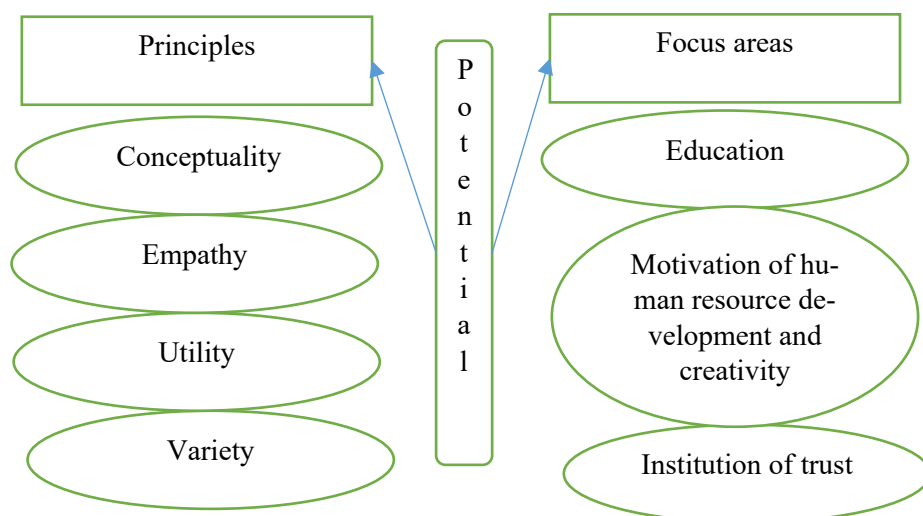 Principles
Conceptuality
Empathy
Utility
Variety
P
o
t
e
n
t
i
a
l
Focus areas
Education
Motivation of hu-
man resource de-
velopment and
creativity
Institution of trust